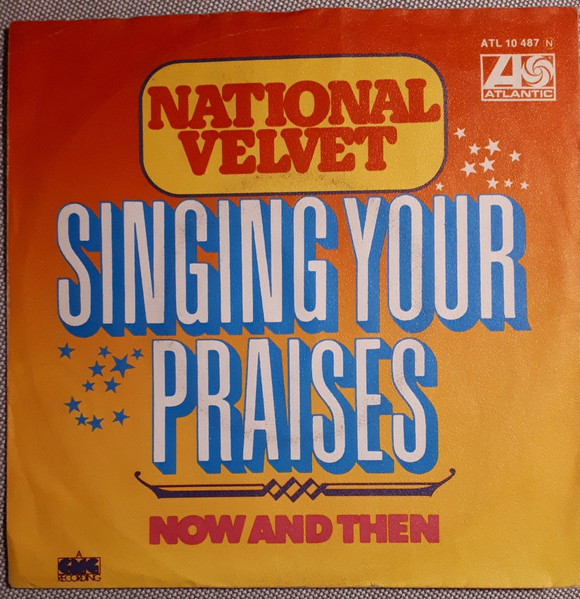 ATL 10 487 N
ATLANTIC
NATIONAL
VELVET
SINGING YOUR
PRAISES
NOW AND THEN
A
RECORDING